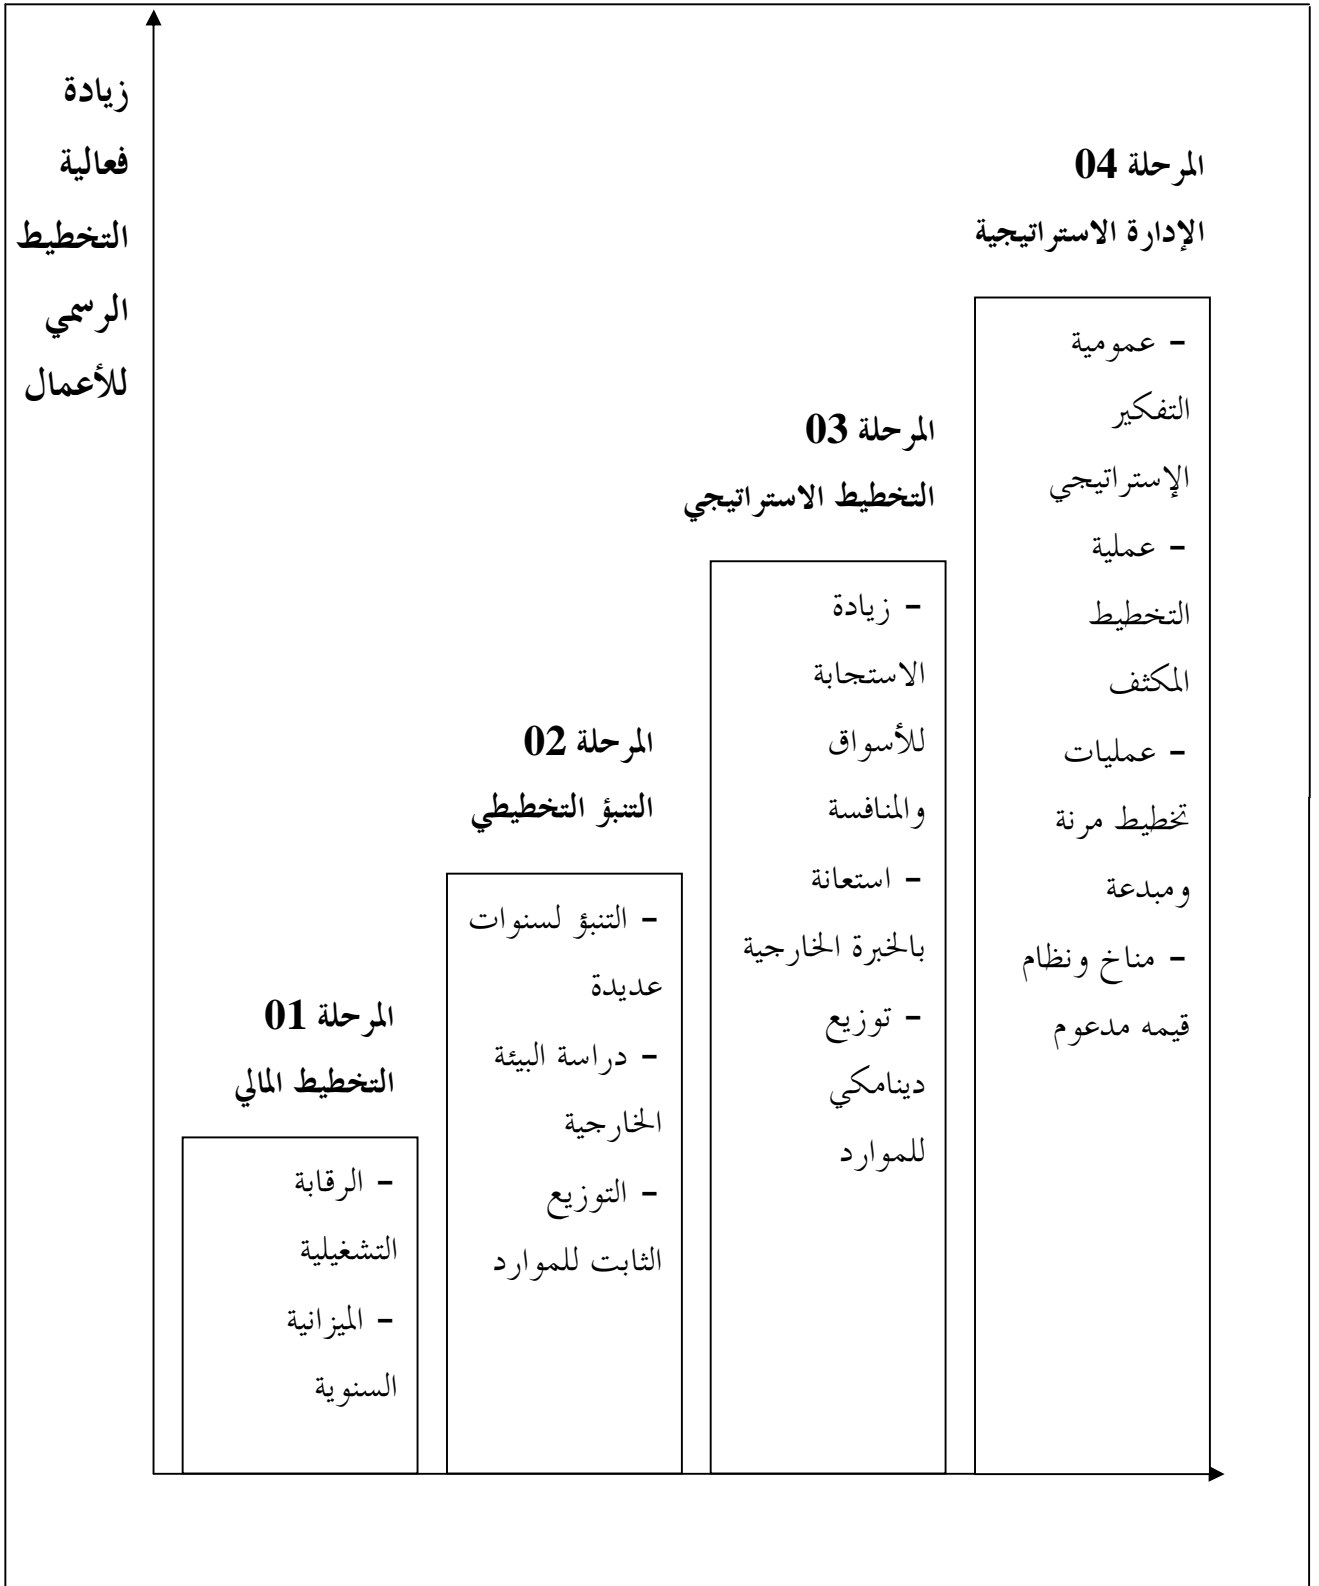 زيادة
فعالية
التخطيط
الرسمي
للأعمال
المرحلة 04
الإدارة الاستراتيجية
- عمومية
التفكير
الإستراتيجي
- عملية
التخطيط
المكثف
- عمليات
تخطيط مرنة
ومبدعة
- مناخ ونظام
قيمه مدعوم
المرحلة 03
التخطيط الاستراتيجي
- زيادة
الاستجابة
للأسواق
والمنافسة
- استعانة
بالخبرة الخارجية
- توزيع
دينامكي
للموارد
المرحلة 02
التنبؤ التخطيطي
- التنبؤ لسنوات
عديدة
- دراسة البيئة
الخارجية
- التوزيع
الثابت للموارد
المرحلة 01
التخطيط المالي
- الرقابة
التشغيلية
- الميزانية
السنوية